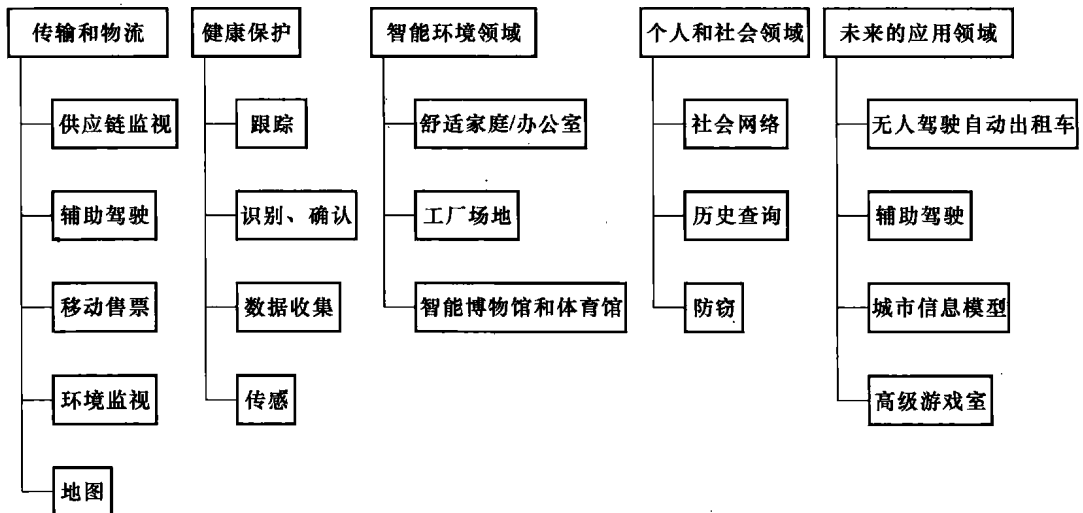 传输和物流
供应链监视
辅助驾驶
移动售票
环境监视
地图
健康保护
跟踪
识别、确认
数据收集
传感
智能环境领域
舒适家庭/办公室
工厂场地
智能博物馆和体育馆
个人和社会领域
社会网络
历史查询
防窃
未来的应用领域
无人驾驶自动出租车
辅助驾驶
城市信息模型
高级游戏室